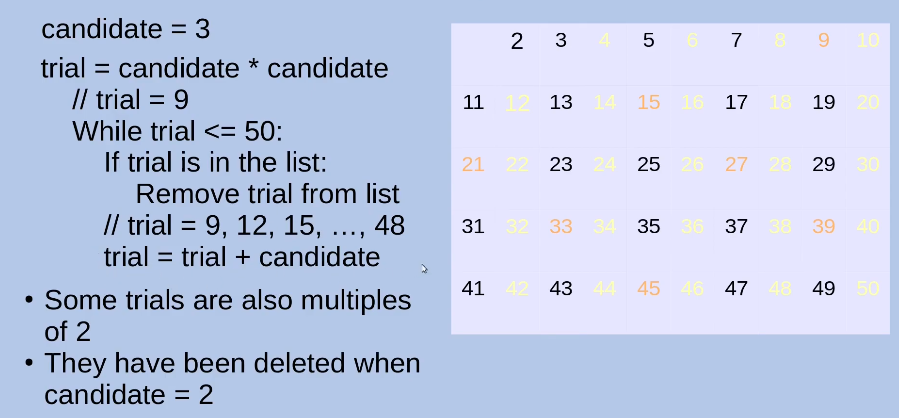 candidate = 3
trial = candidate * candidate
// trial = 9
While trial <= 50:
If trial is in the list:
Remove trial from list
// trial = 9, 12, 15, …, 48
trial = trial + candidate
• Some trials are also multiples
of 2
• They have been deleted when
candidate = 2
2 3 4 5 6 7 8 9 10
11 12 13 14 15 16 17 18 19 20
21 22 23 24 25 26 27 28 29 30
31 32 33 34 35 36 37 38 39 40
41 42 43 44 45 46 47 48 49 50